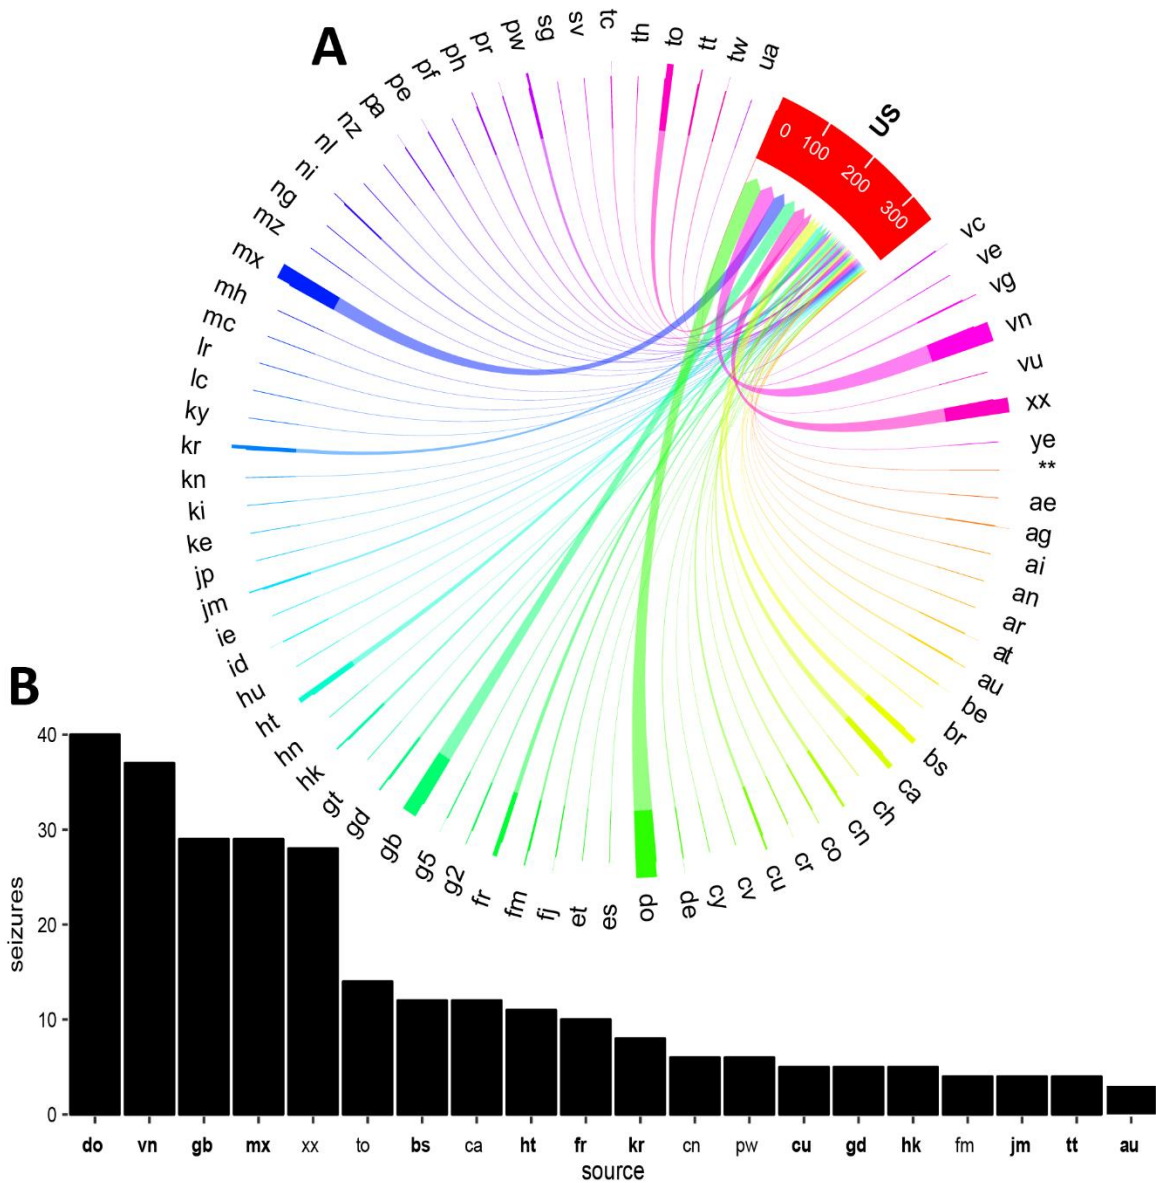 A
mx
mz
ng
ni
nl
nz
pa
pe
pf
ph
pr
pw
sg
sv
tc
th
to
tt
tw
ua
US
0
100
200
300
vc
ve
vg
vn
vu
xx
ye
**
ae
ag
ai
an
ar
at
au
be
br
bs
ca
ch
cn
co
cr
cu
cv
cy
de
do
es
et
fj
fm
fr
g2
g5
gb
gd
gt
hk
hn
ht
hu
id
ie
jm
jp
ke
ki
kn
kr
ky
lc
lr
mc
mh
B
seizures
40
30
20
10
0
do vn gb mx xx to bs ca ht fr kr cn pw cu gd hk fm jm tt au
source